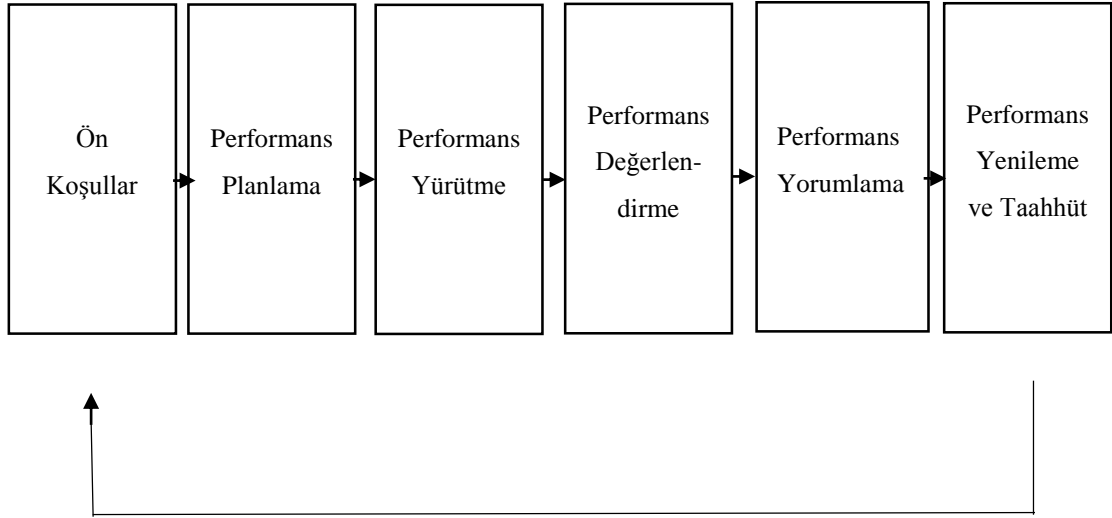 Ön
Koşullar
Performans
Planlama
Performans
Yürütme
Performans
Değerlen-
dirme
Performans
Yorumlama
Performans
Yenileme
ve Taahhüt